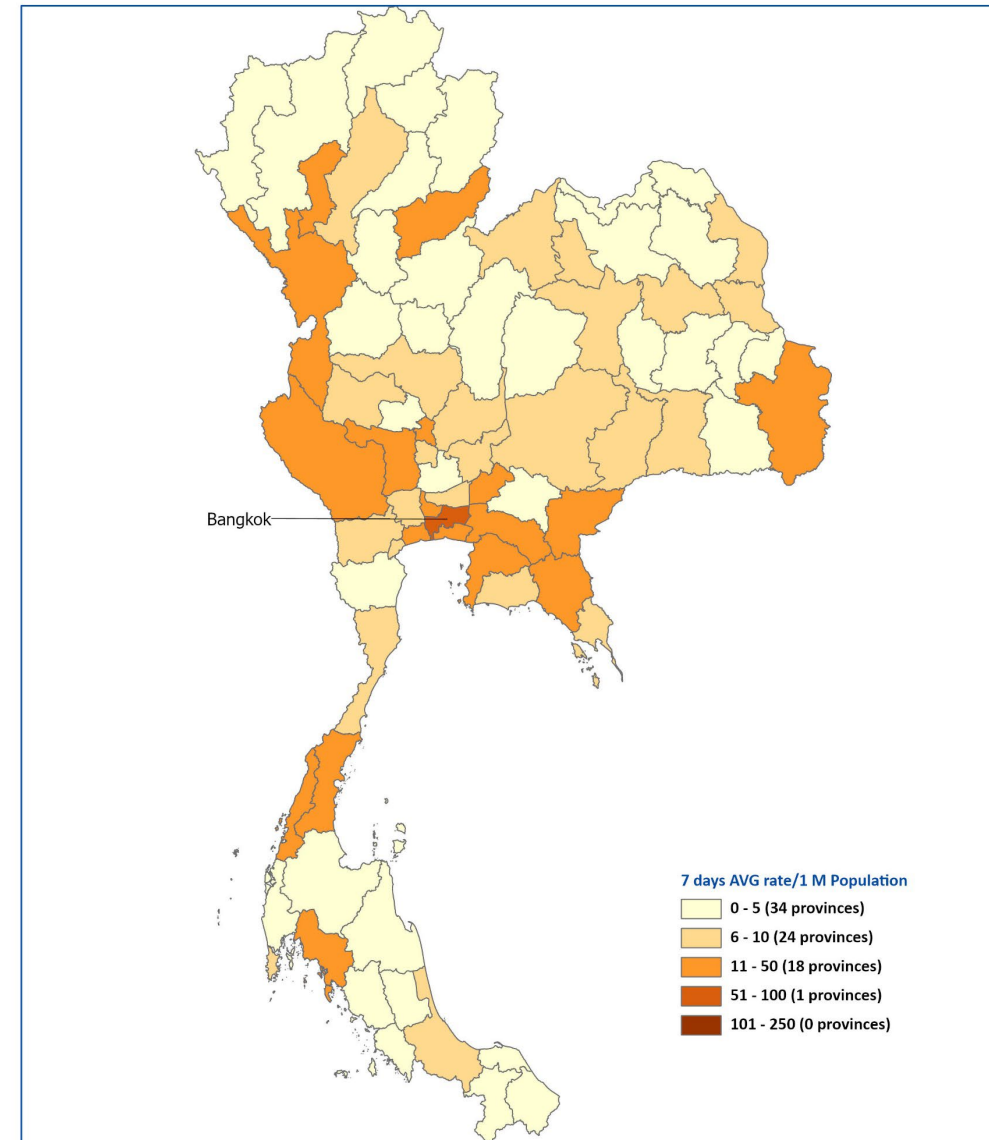 Bangkok
7 days AVG rate/1 M Population
0 - 5 (34 provinces)
6 - 10 (24 provinces)
11 - 50 (18 provinces)
51 - 100 (1 provinces)
101 - 250 (0 provinces)